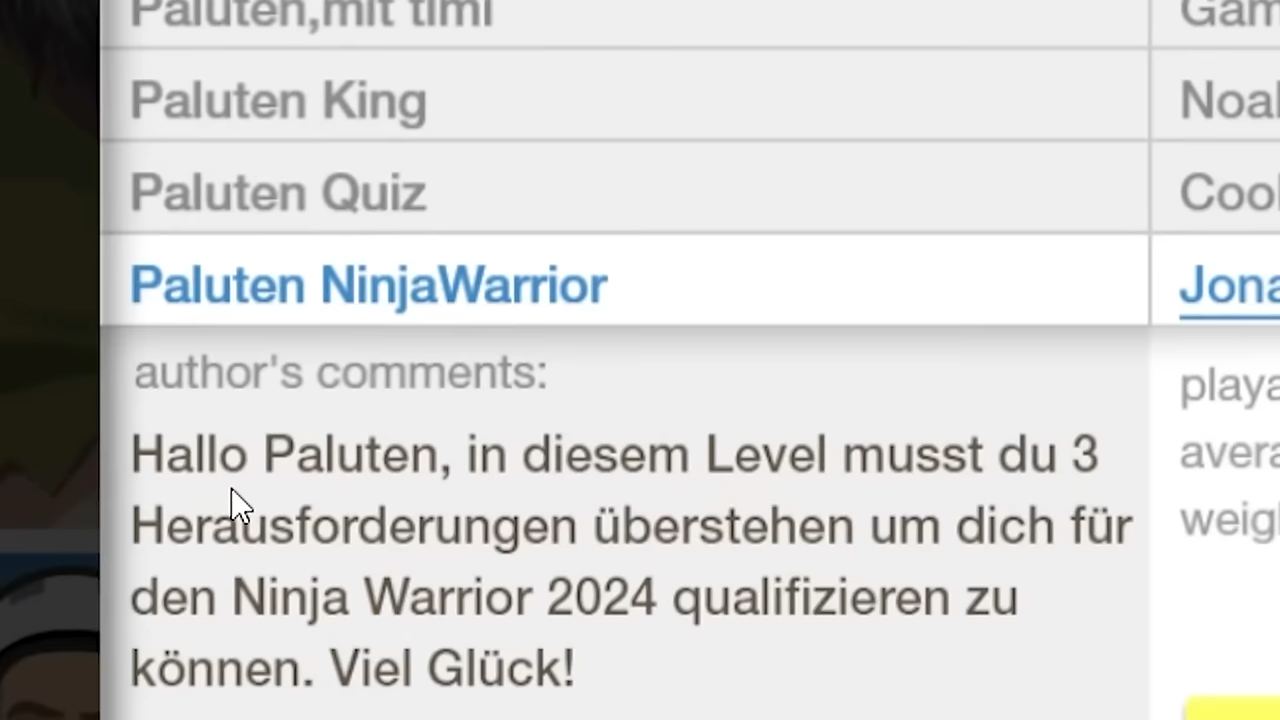 Paluten,mit timi
Paluten King
Paluten Quiz
Paluten NinjaWarrior
author's comments:
Hallo Paluten, in diesem Level musst du 3
Herausforderungen überstehen um dich für
den Ninja Warrior 2024 qualifizieren zu
können. Viel Glück!